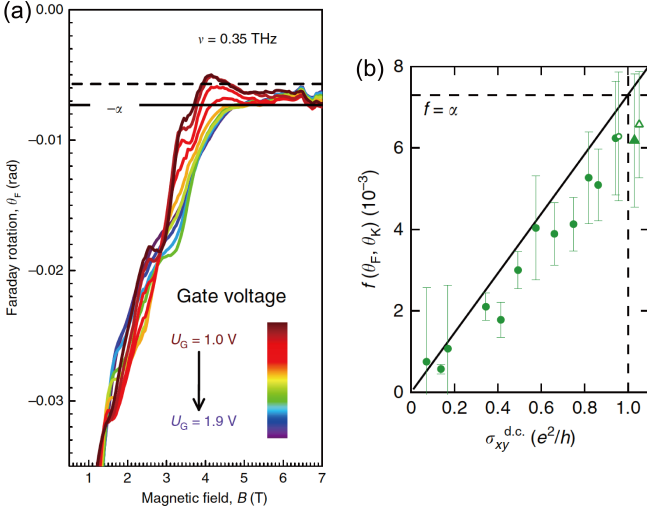 (a)
ν = 0.35 THz
−α
−0.00
−0.01
−0.02
−0.03
Faraday rotation, θF (rad)
Gate voltage
UG = 1.0 V
UG = 1.9 V
1 2 3 4 5 6 7
Magnetic field, B (T)
(b)
8
6
4
2
0
f (θF, θK) (10−3)
f = α
0 0.2 0.4 0.6 0.8 1.0
σxy d.c. (e2/h)